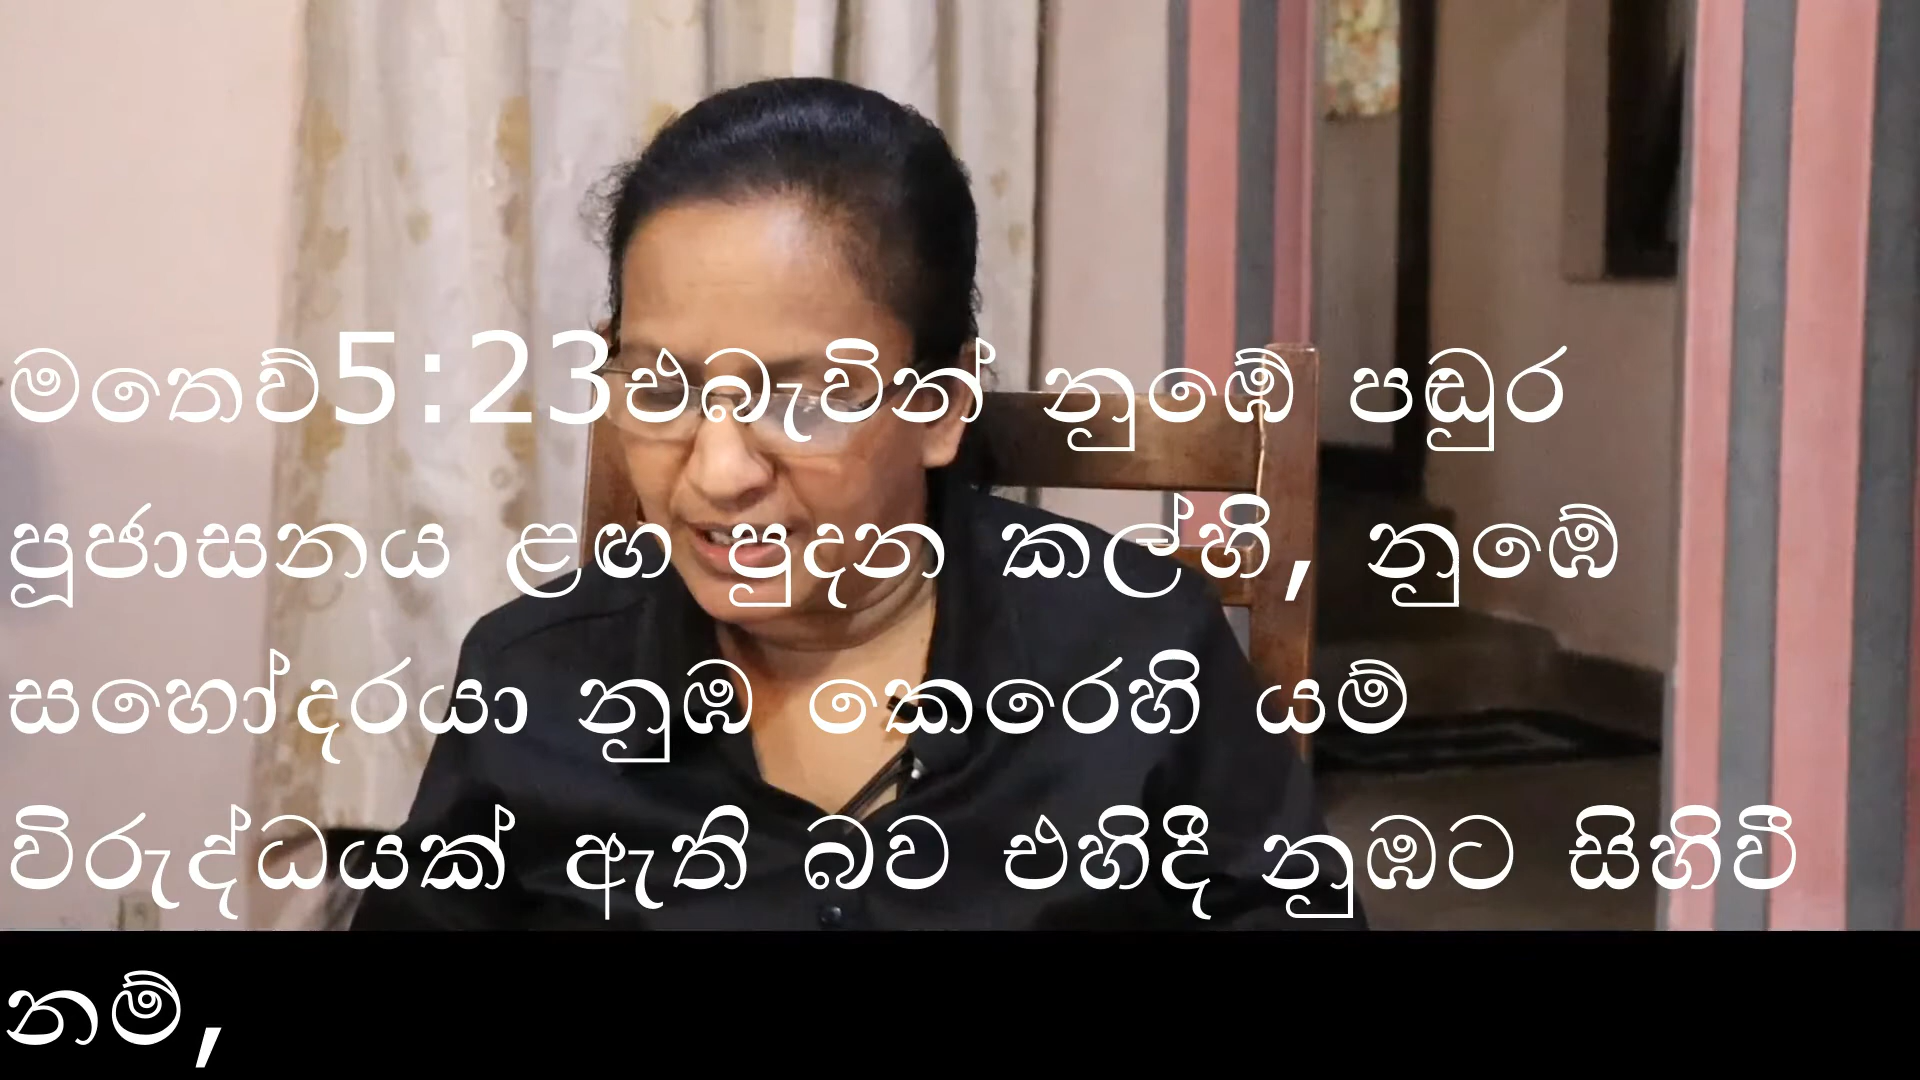 මතෙව්5:23එබැවින් නුඹේ පඬුර
පූජාසනය ළඟ පුදන කල්හි, නුඹේ
සහෝදරයා නුඹ කෙරෙහි යම්
විරුද්ධයක් ඇති බව එහිදී නුඹට සිහිවී
නම්,